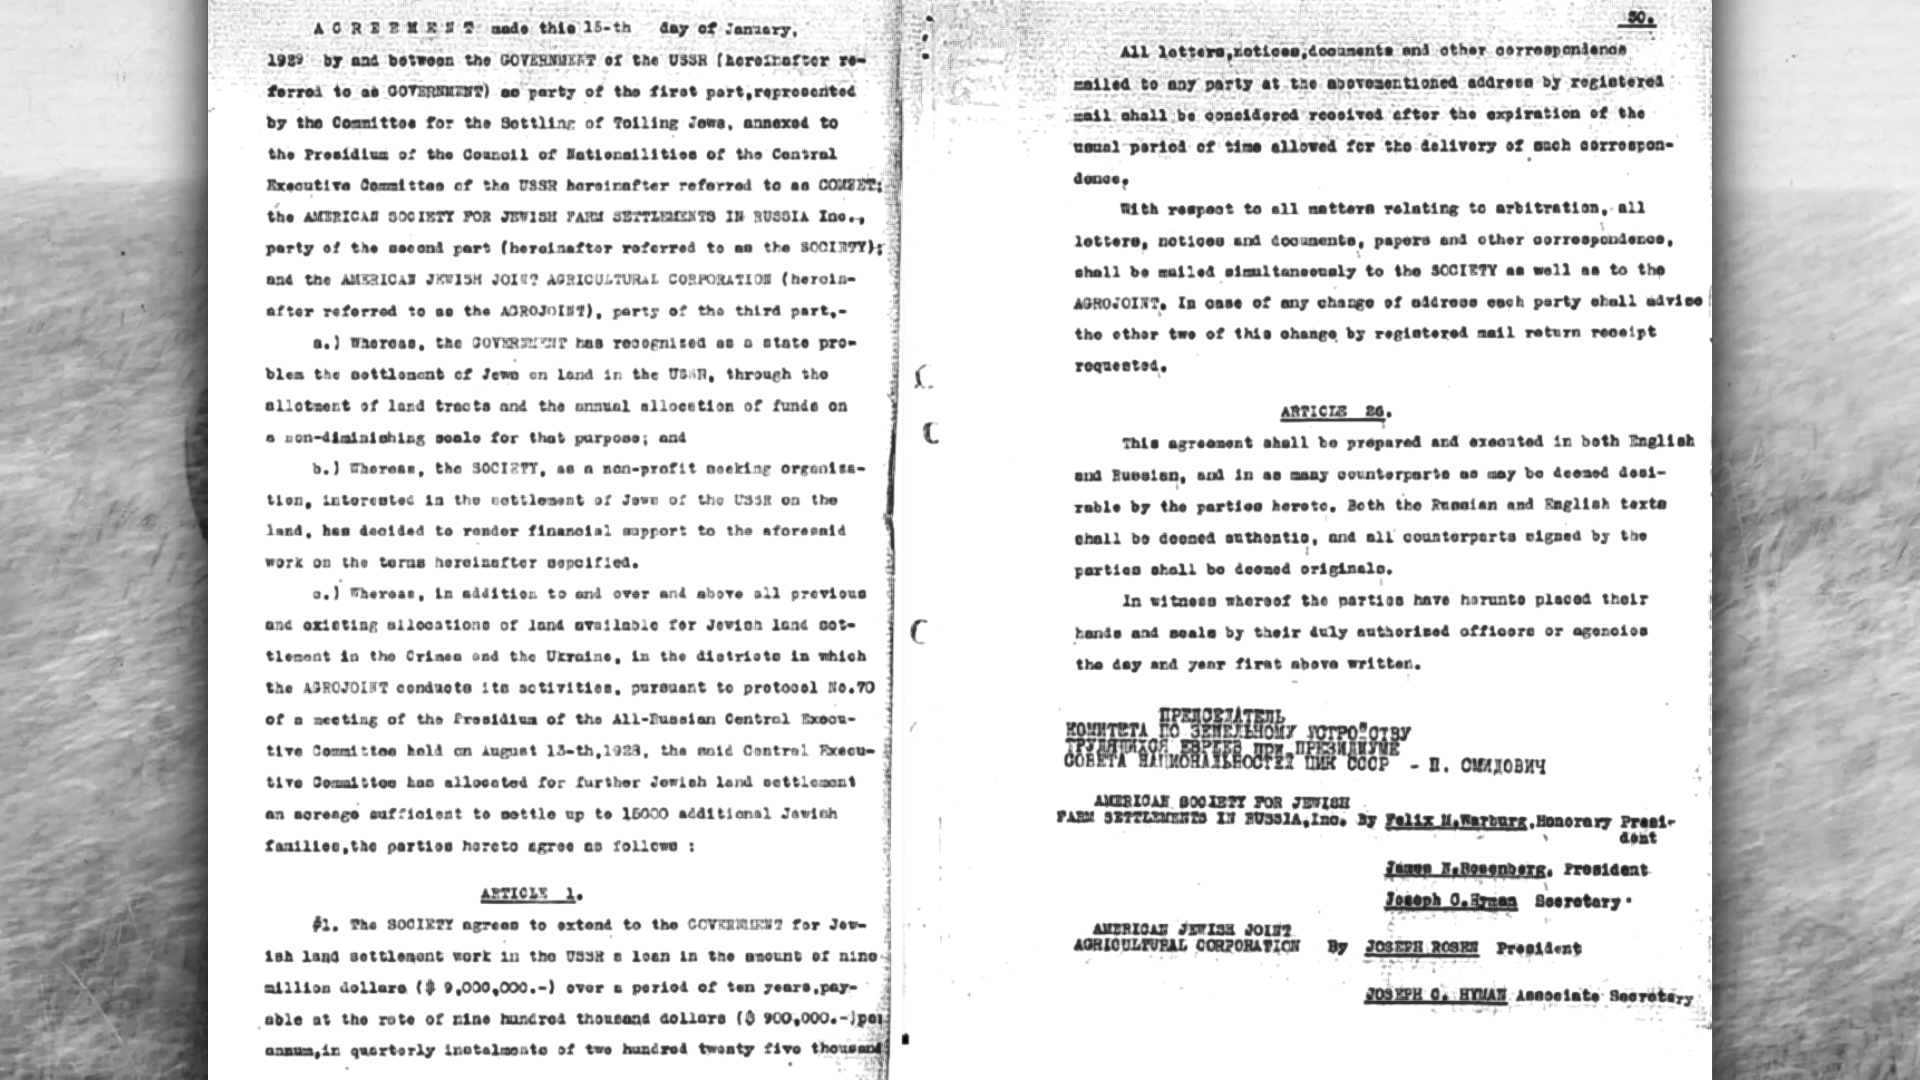 AGREEMENT made this 15-th day of January,
1929 by and between the GOVERNMENT of the USSR (hereinafter re-
ferred to as GOVERNMENT) as party of the first part,represented
by the Committee for the Settling of Toiling Jews, annexed to
the Presidium of the Council of Nationailities of the Central
Executive Committee of the USSR hereinafter referred to as COMZET;
the AMERICAN SOCIETY FOR JEWISH FARM SETTLEMENTS IN RUSSIA Inc.,
party of the second part (hereinafter referred to as the SOCIETY);
and the AMERICAN JEWISH JOINT AGRICULTURAL CORPORATION (herein-
after referred to as the AGROJOINT), party of the third part,-
a.) Whereas, the GOVERNMENT has recognized as a state pro-
blem the settlement of Jews on land in the USSR, through the
allotment of land tracts and the annual allocation of funds on
a non-diminishing scale for that purpose; and
b.) Whereas, the SOCIETY, as a non-profit seeking organiza-
tion, interested in the settlement of Jews of the USSR on the
land, has decided to render financial support to the aforesaid
work on the terms hereinafter sepcified.
c.) Whereas, in addition to and over and above all previous
and existing allocations of land available for Jewish land set-
tlement in the Crimea and the Ukraine, in the districts in which
the AGROJOINT conducts its activities, pursuant to protocol No.70
of a meeting of the Presidium of the All-Russian Central Execu-
tive Committee held on August 13-th,1928, the said Central Execu-
tive Committee has allocated for further Jewish land settlement
an acreage sufficient to settle up to 15000 additional Jewish
families,the parties hereto agree as follows :
ARTICLE 1.
#1. The SOCIETY agrees to extend to the GOVERNMENT for Jew-
ish land settlement work in the USSR a loan in the amount of nine
million dollars ($ 9,000,000.-) over a period of ten years,pay-
able at the rate of nine hundred thousand dollars ($ 900,000.-)per
annum,in quarterly instalments of two hundred twenty five thousand
30.
All letters,notices,documents and other correspondence
mailed to any party at the abovementioned address by registered
mail shall be considered received after the expiration of the
usual period of time allowed for the delivery of such correspon-
dence.
With respect to all matters relating to arbitration, all
letters, notices and documents, papers and other correspondence,
shall be mailed simultaneously to the SOCIETY as well as to the
AGROJOINT. In case of any change of address each party shall advise
the other two of this change by registered mail return receipt
requested.
ARTICLE 26.
This agreement shall be prepared and executed in both English
and Russian, and in as many counterparts as may be deemed desi-
rable by the parties hereto. Both the Russian and English texts
shall be deemed authentic, and all counterparts signed by the
parties shall be deemed originals.
In witness whereof the parties have herunto placed their
hands and seals by their duly authorized officers or agencies
the day and year first above written.
ПРЕДСЕДАТЕЛЬ
КОМИТЕТА ПО ЗЕМЕЛЬНОМУ УСТРОЙСТВУ
ТРУДЯЩИХСЯ ЕВРЕЕВ при ПРЕЗИДИУМЕ
СОВЕТА НАЦИОНАЛЬНОСТЕЙ ЦИК СССР - П. СМИДОВИЧ
AMERICAN SOCIETY FOR JEWISH
FARM SETTLEMENTS IN RUSSIA,Inc. By Felix M.Warburg,Honorary Presi-
dent
James N.Rosenberg, President
Joseph C.Hyman Secretary
AMERICAN JEWISH JOINT
AGRICULTURAL CORPORATION By JOSEPH ROSEN President
JOSEPH C. HYMAN Associate Secretary